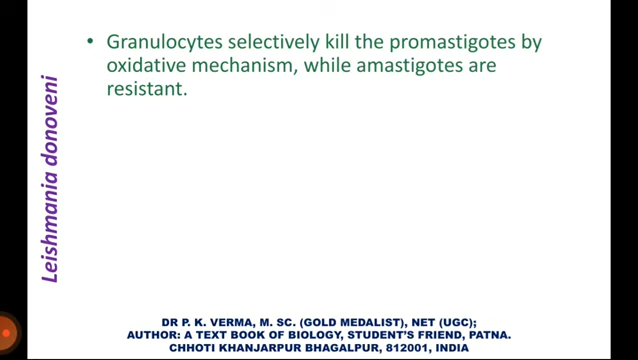 • Granulocytes selectively kill the promastigotes by
oxidative mechanism, while amastigotes are
resistant.
Leishmania donoveni
DR P. K. VERMA, M. SC. (GOLD MEDALIST), NET (UGC);
AUTHOR: A TEXT BOOK OF BIOLOGY, STUDENT'S FRIEND, PATNA.
CHHOTI KHANJARPUR BHAGALPUR, 812001, INDIA